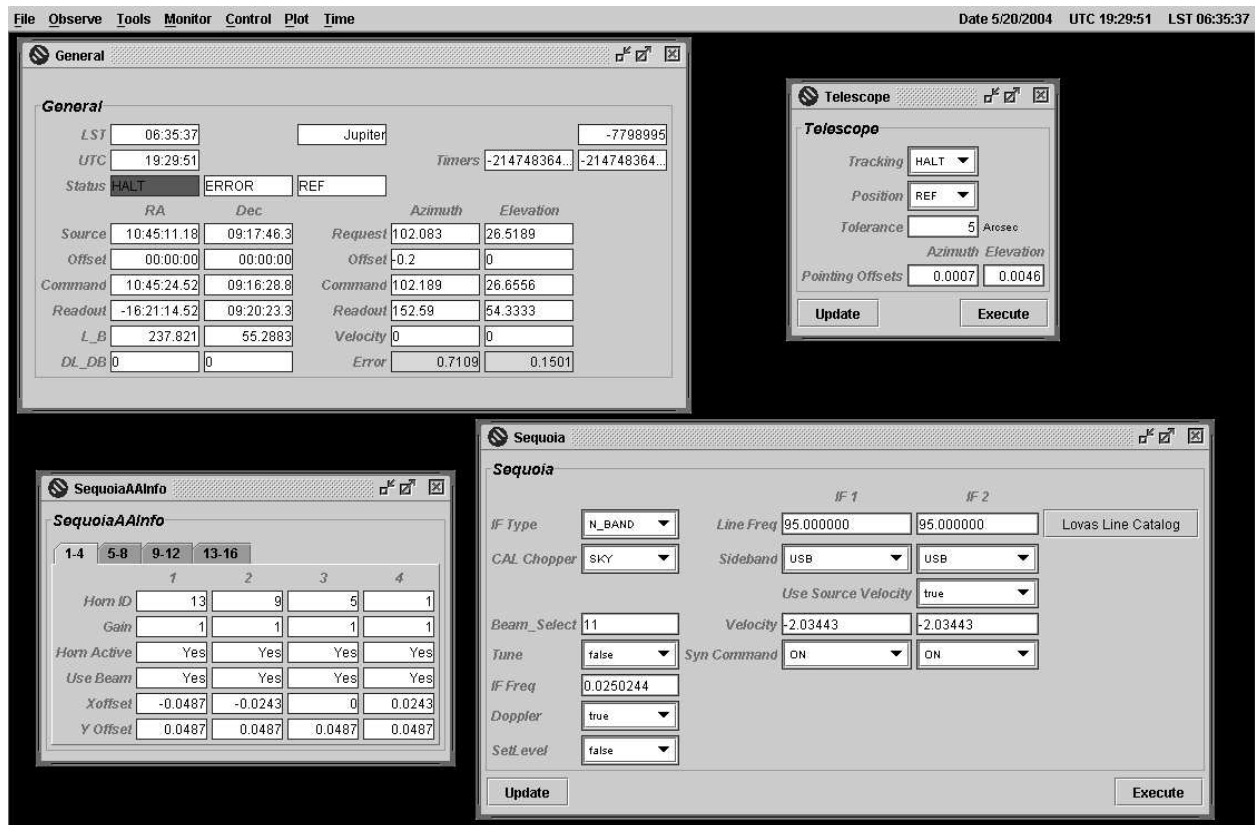 File Observe Tools Monitor Control Plot Time Date 5/20/2004 UTC 19:29:51 LST 06:35:37
General
General
LST 06:35:37 Jupiter -7798995
UTC 19:29:51 Timers -214748364... -214748364...
Status HALT ERROR REF
RA Dec Azimuth Elevation
Source 10:45:11.18 09:17:46.3 Request 102.083 26.5189
Offset 00:00:00 00:00:00 Offset -0.2 0
Command 10:45:24.52 09:16:28.8 Command 102.189 26.6556
Readout -16:21:14.52 09:20:23.3 Readout 152.59 54.3333
L_B 237.821 55.2883 Velocity 0 0
DL_DB 0 0 Error 0.7109 0.1501
Telescope
Telescope
Tracking HALT
Position REF
Tolerance 5 Arcsec
Azimuth Elevation
Pointing Offsets 0.0007 0.0046
Update Execute
SequoiaAAInfo
SequoiaAAInfo
1-4 5-8 9-12 13-16
1 2 3 4
Horn ID 13 9 5 1
Gain 1 1 1 1
Horn Active Yes Yes Yes Yes
Use Beam Yes Yes Yes Yes
Xoffset -0.0487 -0.0243 0 0.0243
Y Offset 0.0487 0.0487 0.0487 0.0487
Sequoia
Sequoia
IF 1 IF 2
IF Type N_BAND Line Freq 95.000000 95.000000 Lovas Line Catalog
CAL Chopper SKY Sideband USB USB
Use Source Velocity true
Beam_Select 11 Velocity -2.03443 -2.03443
Tune false Syn Command ON ON
IF Freq 0.0250244
Doppler true
SetLevel false
Update Execute